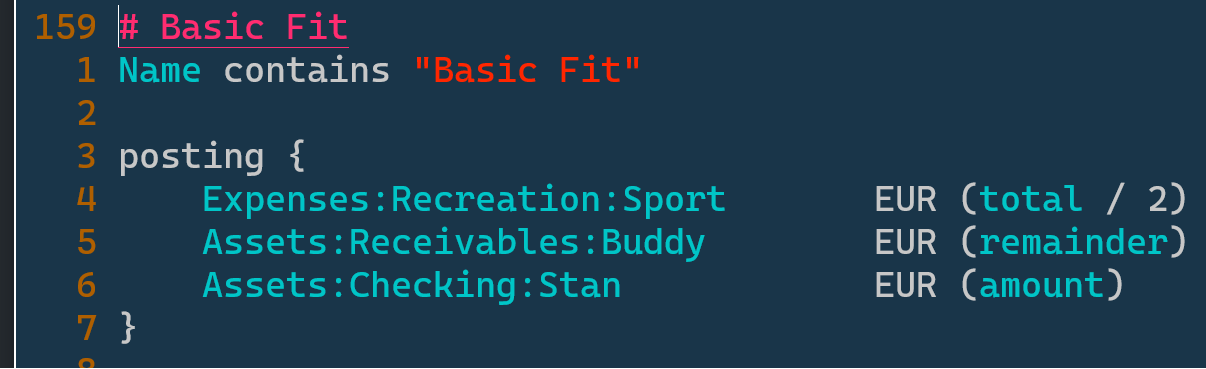 159 # Basic Fit
1 Name contains "Basic Fit"
2
3 posting {
4     Expenses:Recreation:Sport       EUR (total / 2)
5     Assets:Receivables:Buddy        EUR (remainder)
6     Assets:Checking:Stan            EUR (amount)
7 }
8